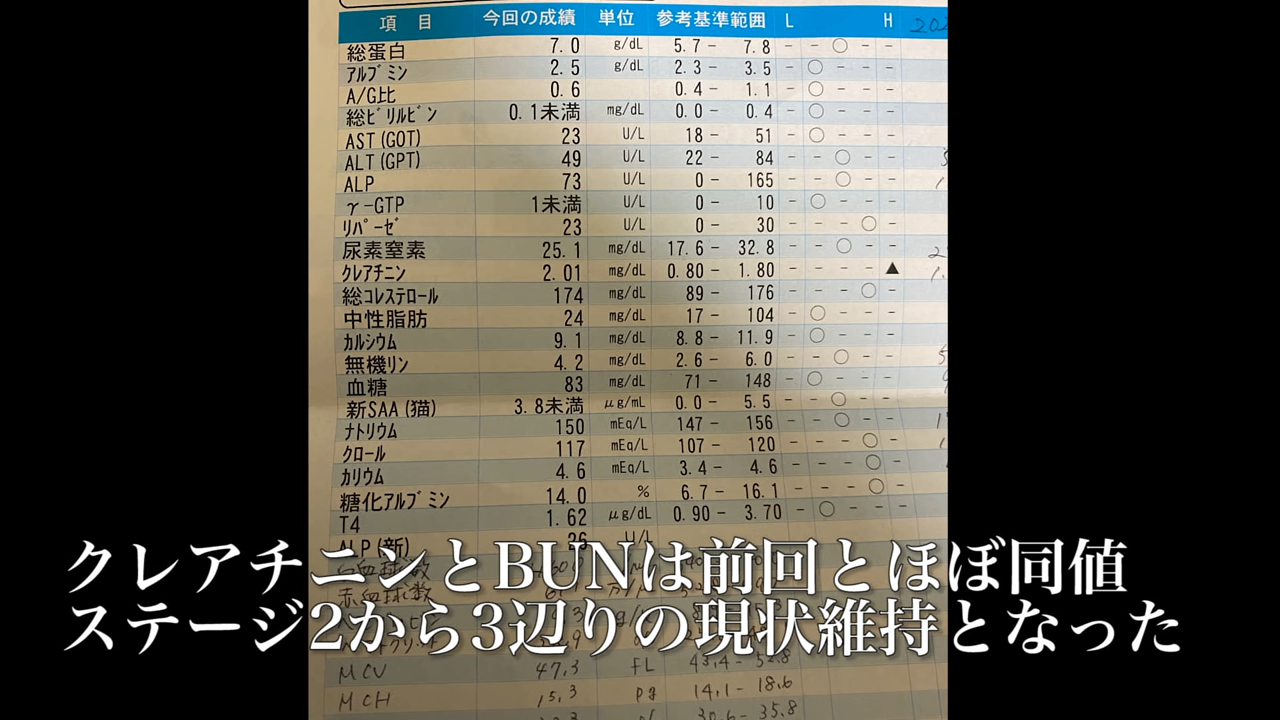 項 目 今回の成績 単位 参考基準範囲 L H
総蛋白 7.0 g/dL 5.7 - 7.8 - - ○ - -
アルブミン 2.5 g/dL 2.3 - 3.5 - ○ - - -
A/G比 0.6 0.4 - 1.1 - ○ - - -
総ビリルビン 0.1未満 mg/dL 0.0 - 0.4 - ○ - - -
AST(GOT) 23 U/L 18 - 51 - ○ - - -
ALT(GPT) 49 U/L 22 - 84 - - ○ - -
ALP 73 U/L 0 - 165 - - ○ - -
γ-GTP 1未満 U/L 0 - 10 - ○ - - -
リパーゼ 23 U/L 0 - 30 - - - ○ -
尿素窒素 25.1 mg/dL 17.6 - 32.8 - - ○ - -
クレアチニン 2.01 mg/dL 0.80 - 1.80 - - - - ▲
総コレステロール 174 mg/dL 89 - 176 - - - ○ -
中性脂肪 24 mg/dL 17 - 104 - ○ - - -
カルシウム 9.1 mg/dL 8.8 - 11.9 - ○ - - -
無機リン 4.2 mg/dL 2.6 - 6.0 - - ○ - -
血糖 83 mg/dL 71 - 148 - ○ - - -
新SAA(猫) 3.8未満 μg/mL 0.0 - 5.5 - - ○ - -
ナトリウム 150 mEq/L 147 - 156 - - ○ - -
クロール 117 mEq/L 107 - 120 - - - ○ -
カリウム 4.6 mEq/L 3.4 - 4.6 - - - ○ -
糖化アルブミン 14.0 % 6.7 - 16.1 - - - ○ -
T4 1.62 μg/dL 0.90 - 3.70 - ○ - - -
ALP(新) 26 U/L
クレアチニンとBUNは前回とほぼ同値
ステージ2から3辺りの現状維持となった
MCV 47.3 fL 43.4 - 52.8
MCH 15.3 pg 14.1 - 18.6
30.6 - 35.8